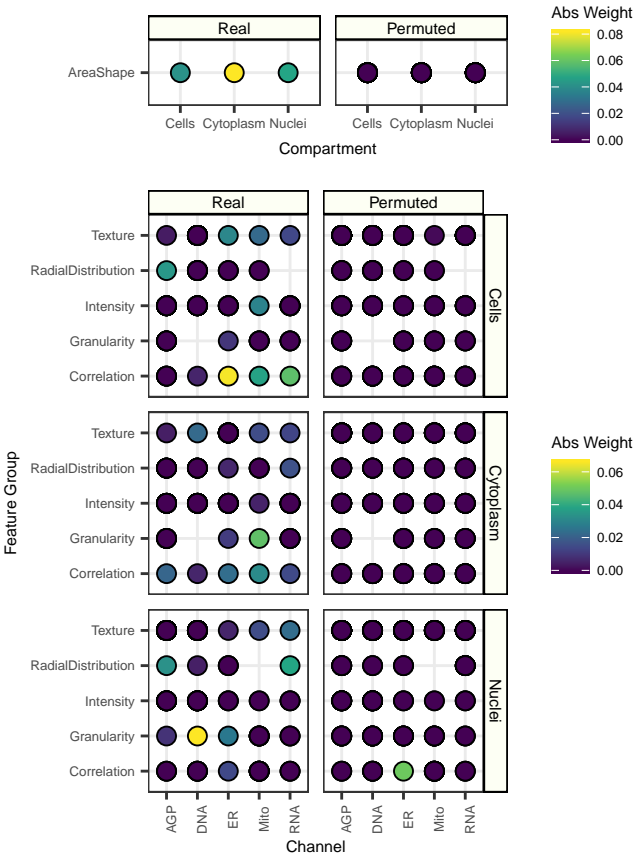 Real Permuted
AreaShape
Cells Cytoplasm Nuclei Cells Cytoplasm Nuclei
Compartment
Abs Weight
0.08
0.06
0.04
0.02
0.00
Real Permuted
Texture
RadialDistribution
Intensity
Granularity
Correlation
Cells
Texture
RadialDistribution
Intensity
Granularity
Correlation
Cytoplasm
Texture
RadialDistribution
Intensity
Granularity
Correlation
Nuclei
Feature Group
AGP DNA ER Mito RNA AGP DNA ER Mito RNA
Channel
Abs Weight
0.06
0.04
0.02
0.00